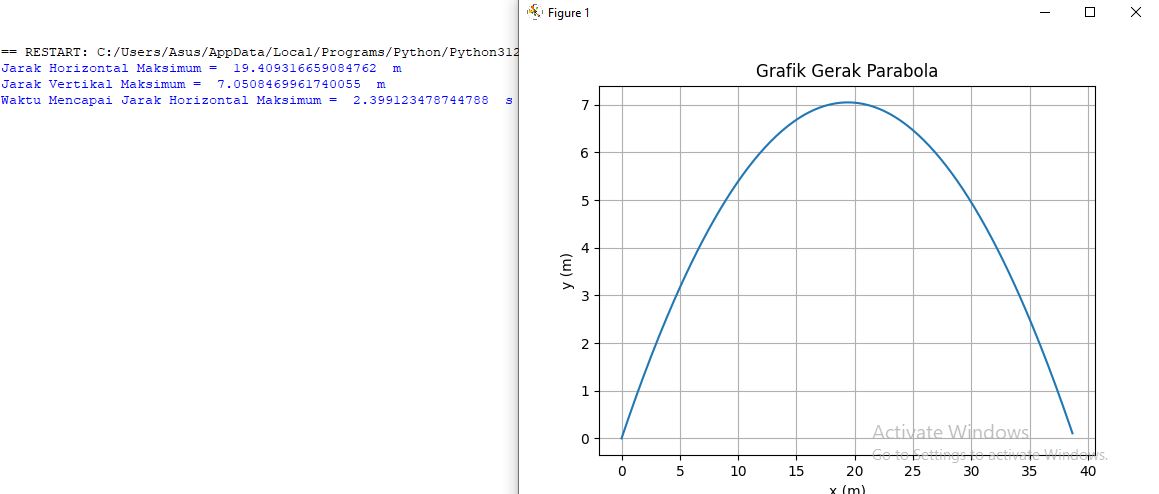 Figure 1
== RESTART: C:/Users/Asus/AppData/Local/Programs/Python/Python312
Jarak Horizontal Maksimum =  19.409316659084762  m
Jarak Vertikal Maksimum =  7.0508469961740055  m
Waktu Mencapai Jarak Horizontal Maksimum =  2.399123478744788  s
Grafik Gerak Parabola
7
6
5
4
3
2
1
0
y (m)
0 5 10 15 20 25 30 35 40
x (m)
Activate Windows
Go to Settings to activate Windows.